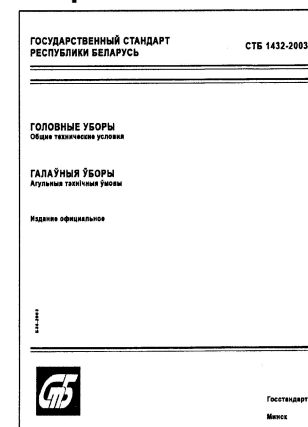 ГОСУДАРСТВЕННЫЙ СТАНДАРТ
РЕСПУБЛИКИ БЕЛАРУСЬ
СТБ 1432-2003
ГОЛОВНЫЕ УБОРЫ
Общие технические условия
ГАЛАЎНЫЯ ЎБОРЫ
Агульныя тэхнічныя ўмовы
Издание официальное
СТБ
Госстандарт
Минск